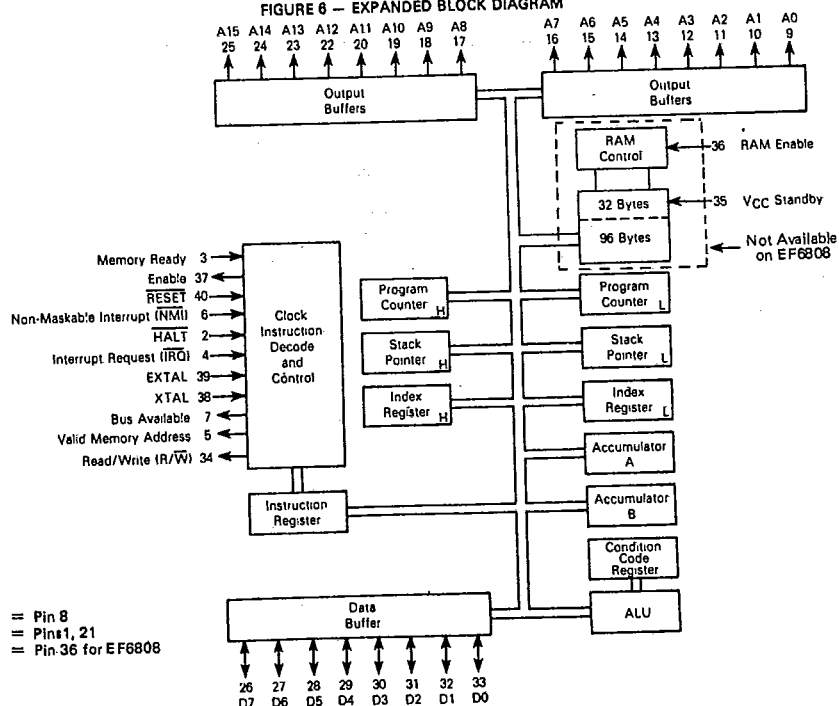 FIGURE 6 — EXPANDED BLOCK DIAGRAM
A15 A14 A13 A12 A11 A10 A9 A8
25 24 23 22 20 19 18 17
A7 A6 A5 A4 A3 A2 A1 A0
16 15 14 13 12 11 10 9
Output
Buffers
Output
Buffers
RAM
Control
36 RAM Enable
32 Bytes
35 VCC Standby
96 Bytes
Not Available
on EF6808
Memory Ready 3
Enable 37
RESET 40
Non-Maskable Interrupt (NMI) 6
HALT 2
Interrupt Request (IRQ) 4
EXTAL 39
XTAL 38
Bus Available 7
Valid Memory Address 5
Read/Write (R/W) 34
Clock
Instruction
Decode
and
Control
Program
Counter H
Program
Counter L
Stack
Pointer H
Stack
Pointer L
Index
Register H
Index
Register L
Accumulator
A
Instruction
Register
Accumulator
B
Condition
Code
Register
ALU
Data
Buffer
= Pin 8
= Pins 1, 21
= Pin 36 for EF6808
26 27 28 29 30 31 32 33
D7 D6 D5 D4 D3 D2 D1 D0